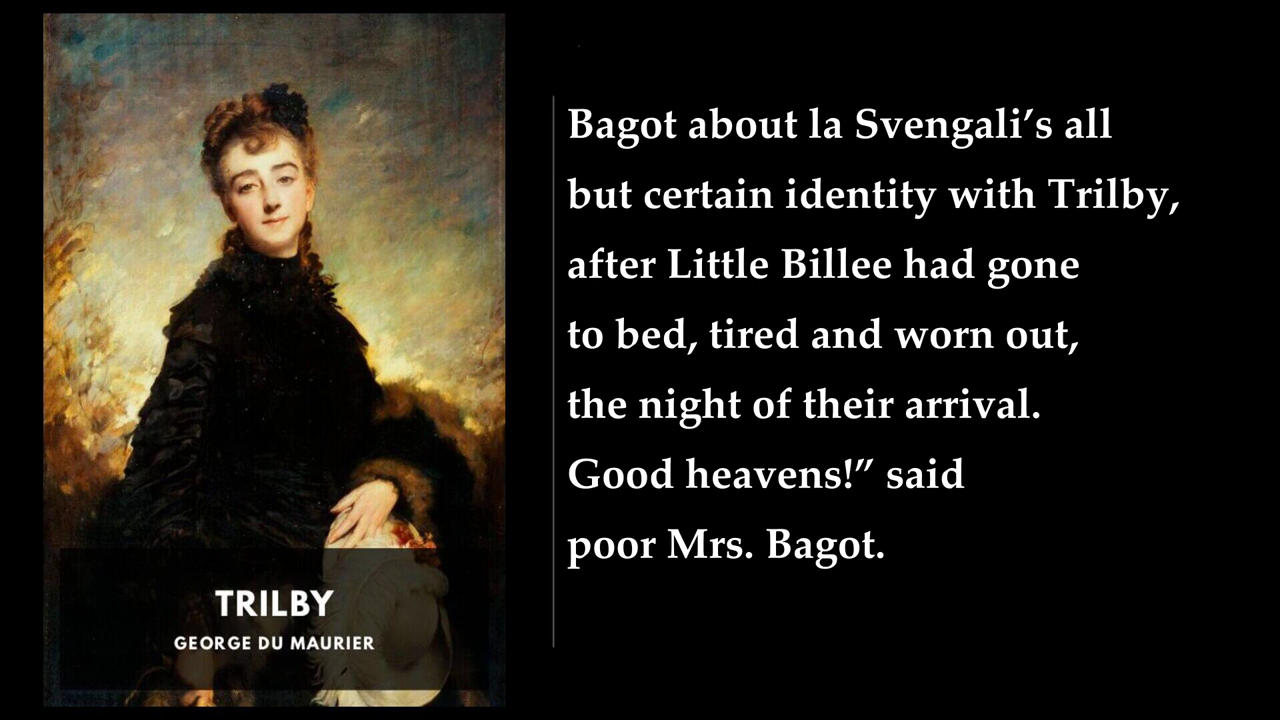 TRILBY
GEORGE DU MAURIER
Bagot about la Svengali’s all
but certain identity with Trilby,
after Little Billee had gone
to bed, tired and worn out,
the night of their arrival.
Good heavens!” said
poor Mrs. Bagot.